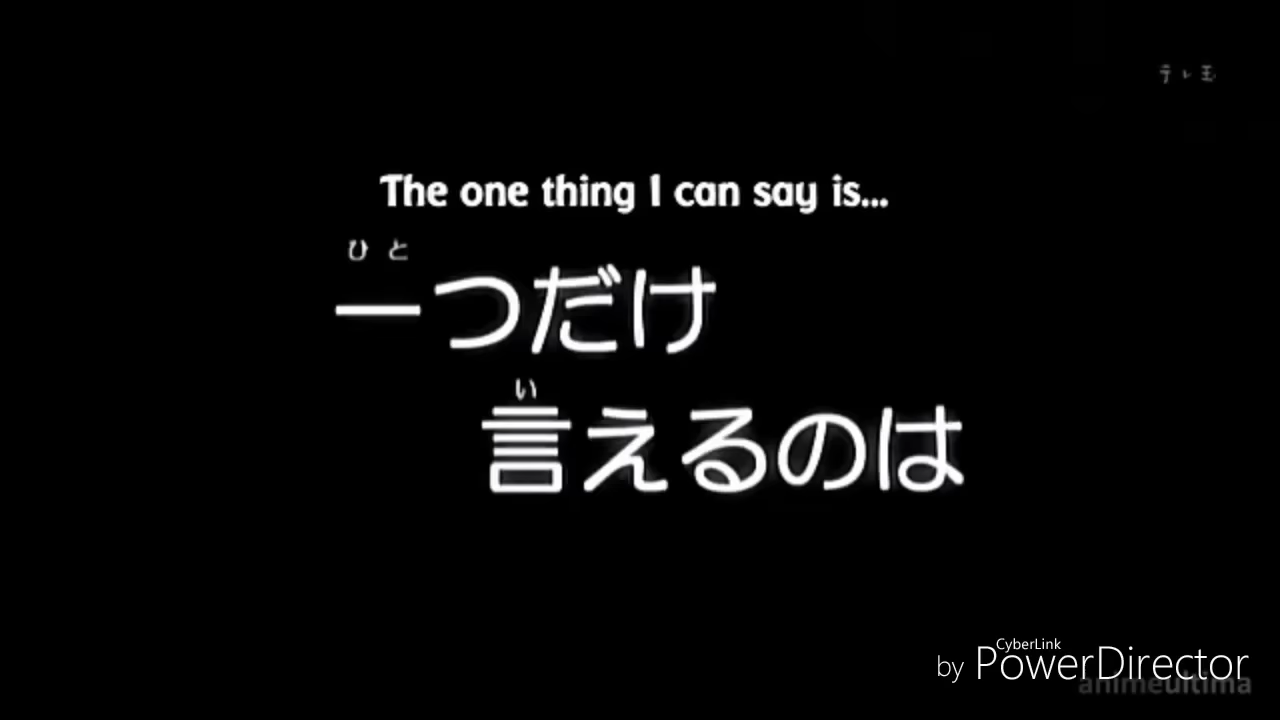 テレ玉
The one thing I can say is...
ひと
一つだけ
い
言えるのは
CyberLink
by PowerDirector
animeultima